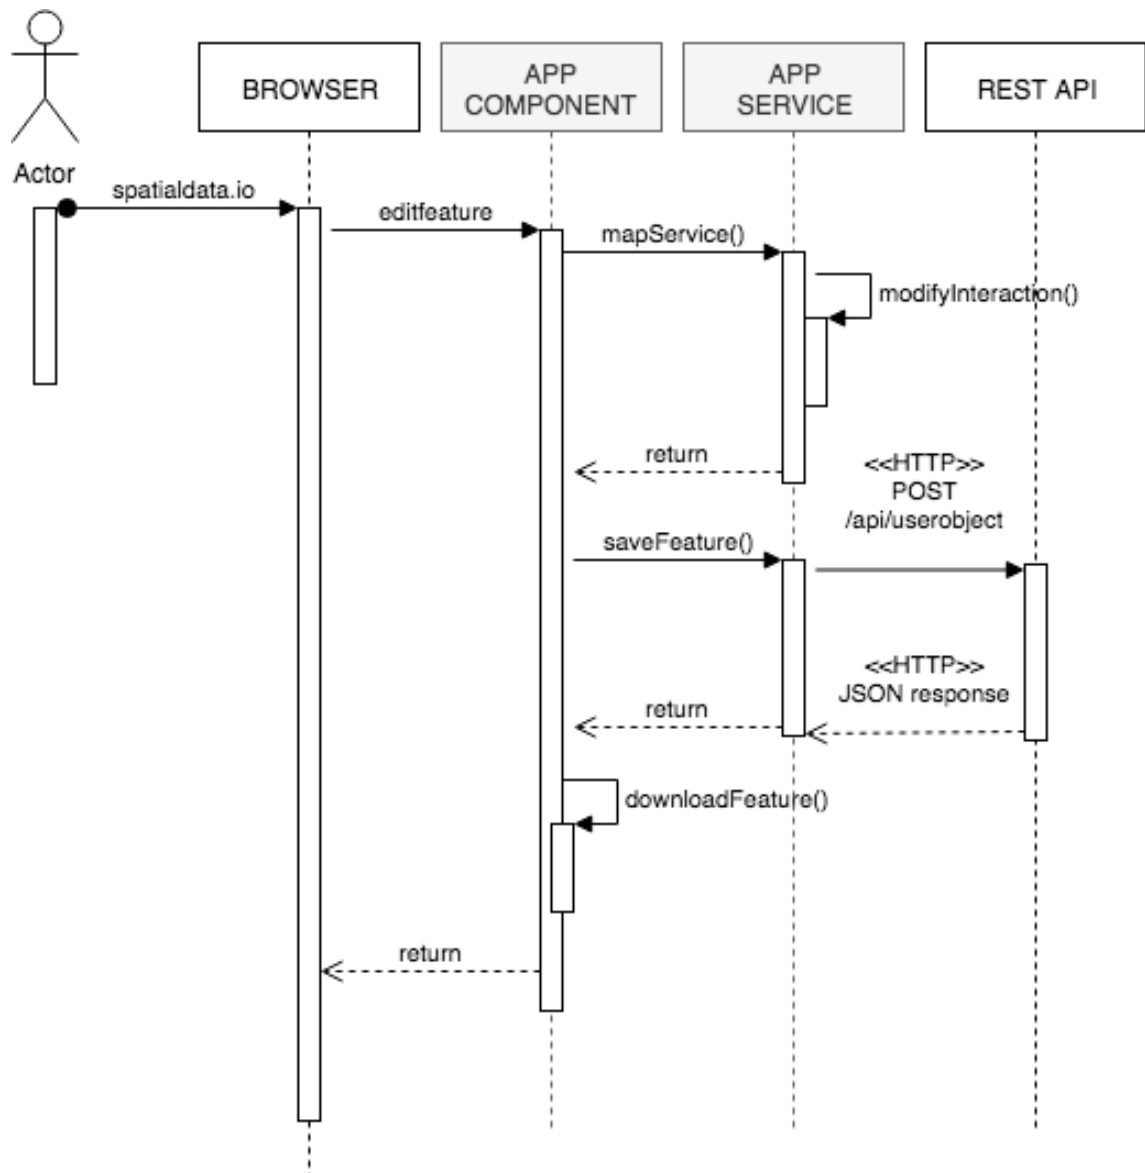 Actor
BROWSER
APP
COMPONENT
APP
SERVICE
REST API
spatialdata.io
editfeature
mapService()
modifyInteraction()
return
<<HTTP>>
POST
/api/userobject
saveFeature()
<<HTTP>>
JSON response
return
downloadFeature()
return